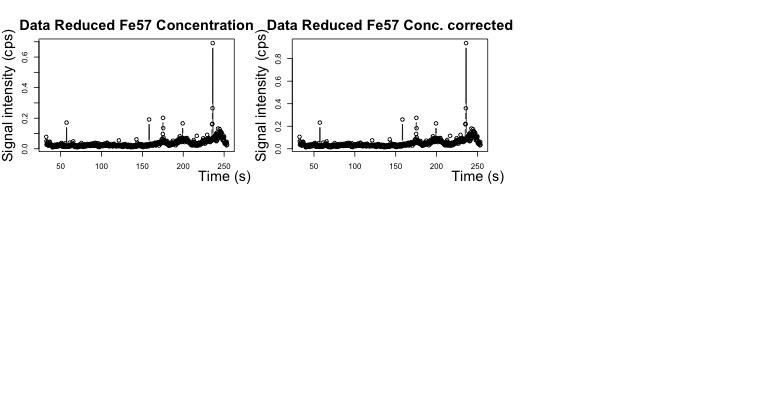 Data Reduced Fe57 Concentration
Signal intensity (cps)
0.0 0.2 0.4 0.6
50 100 150 200 250
Time (s)
Data Reduced Fe57 Conc. corrected
Signal intensity (cps)
0.0 0.2 0.4 0.6 0.8
50 100 150 200 250
Time (s)